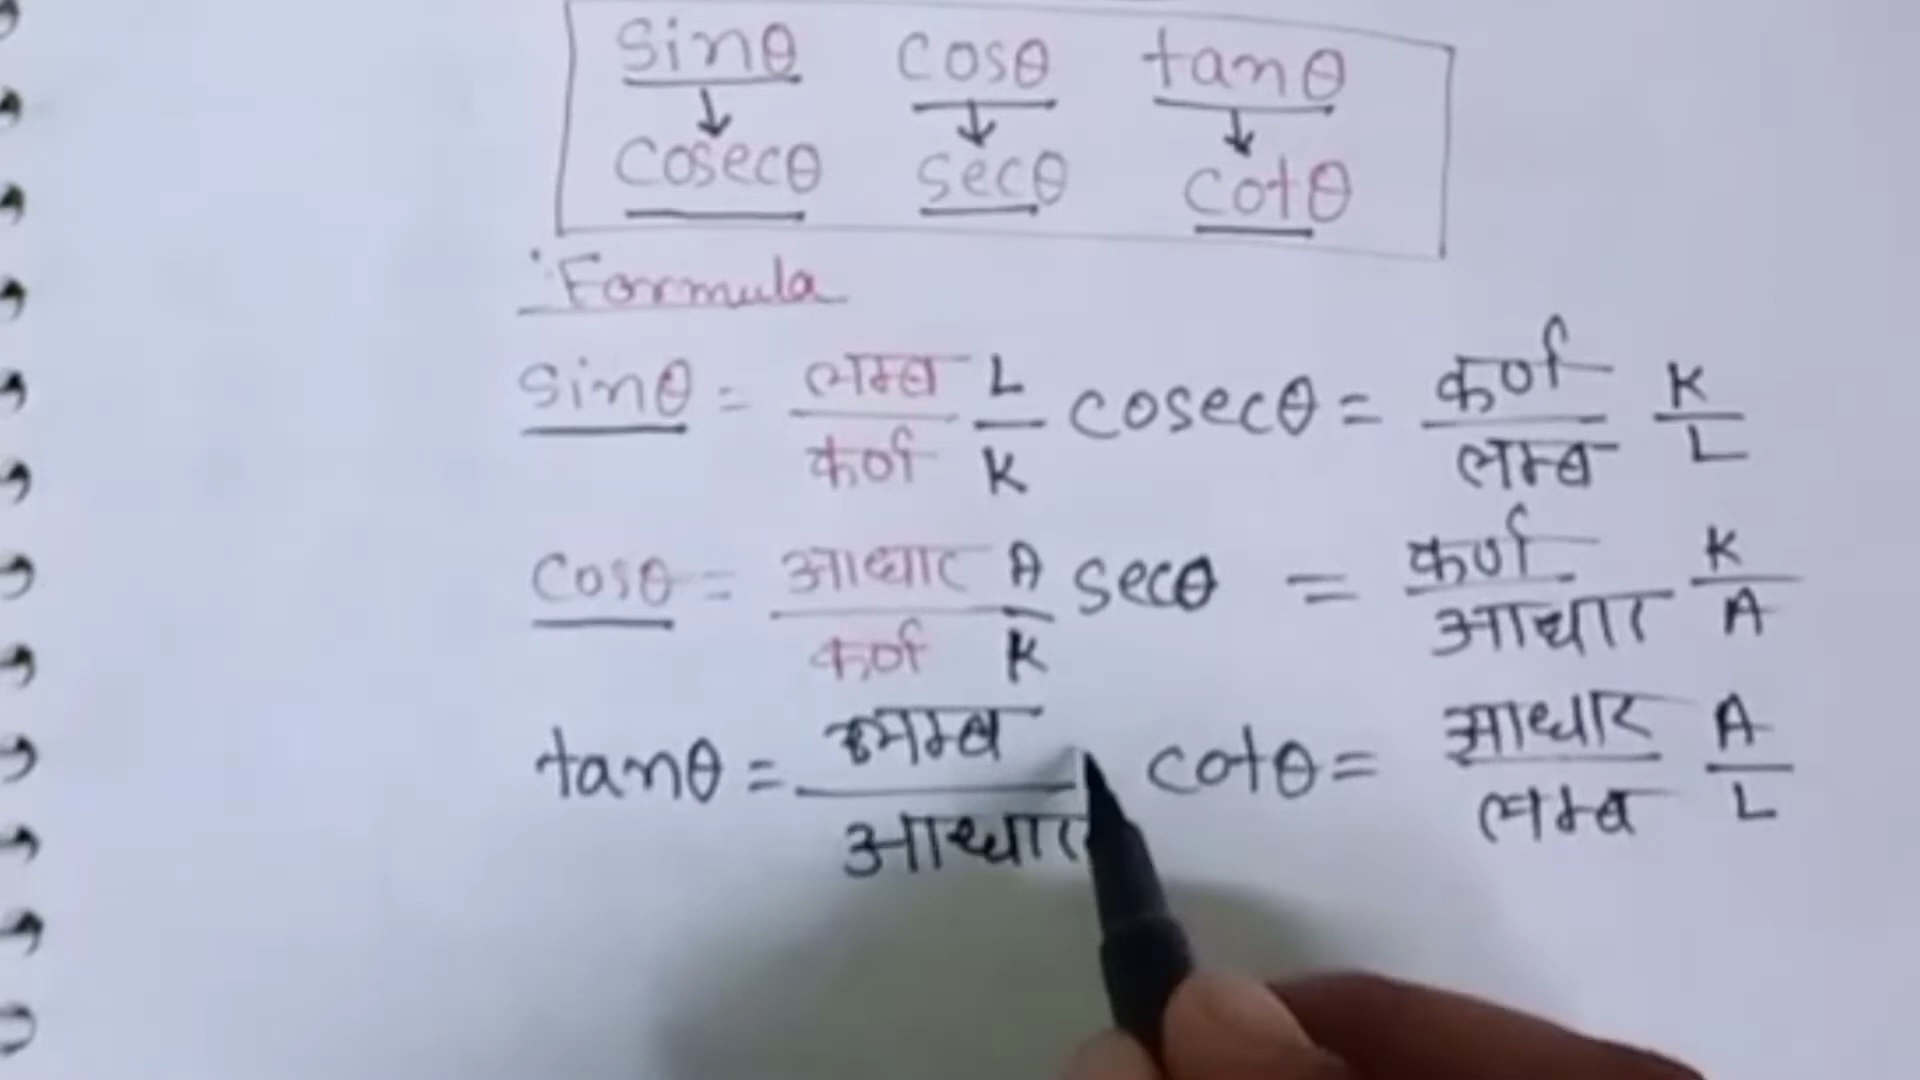 sinθ cosθ tanθ
cosecθ secθ cotθ
Formula
sinθ = लम्ब/कर्ण L/K cosecθ = कर्ण/लम्ब K/L
cosθ = आधार/कर्ण A/K secθ = कर्ण/आधार K/A
tanθ = लम्ब/आधार cotθ = आधार/लम्ब A/L